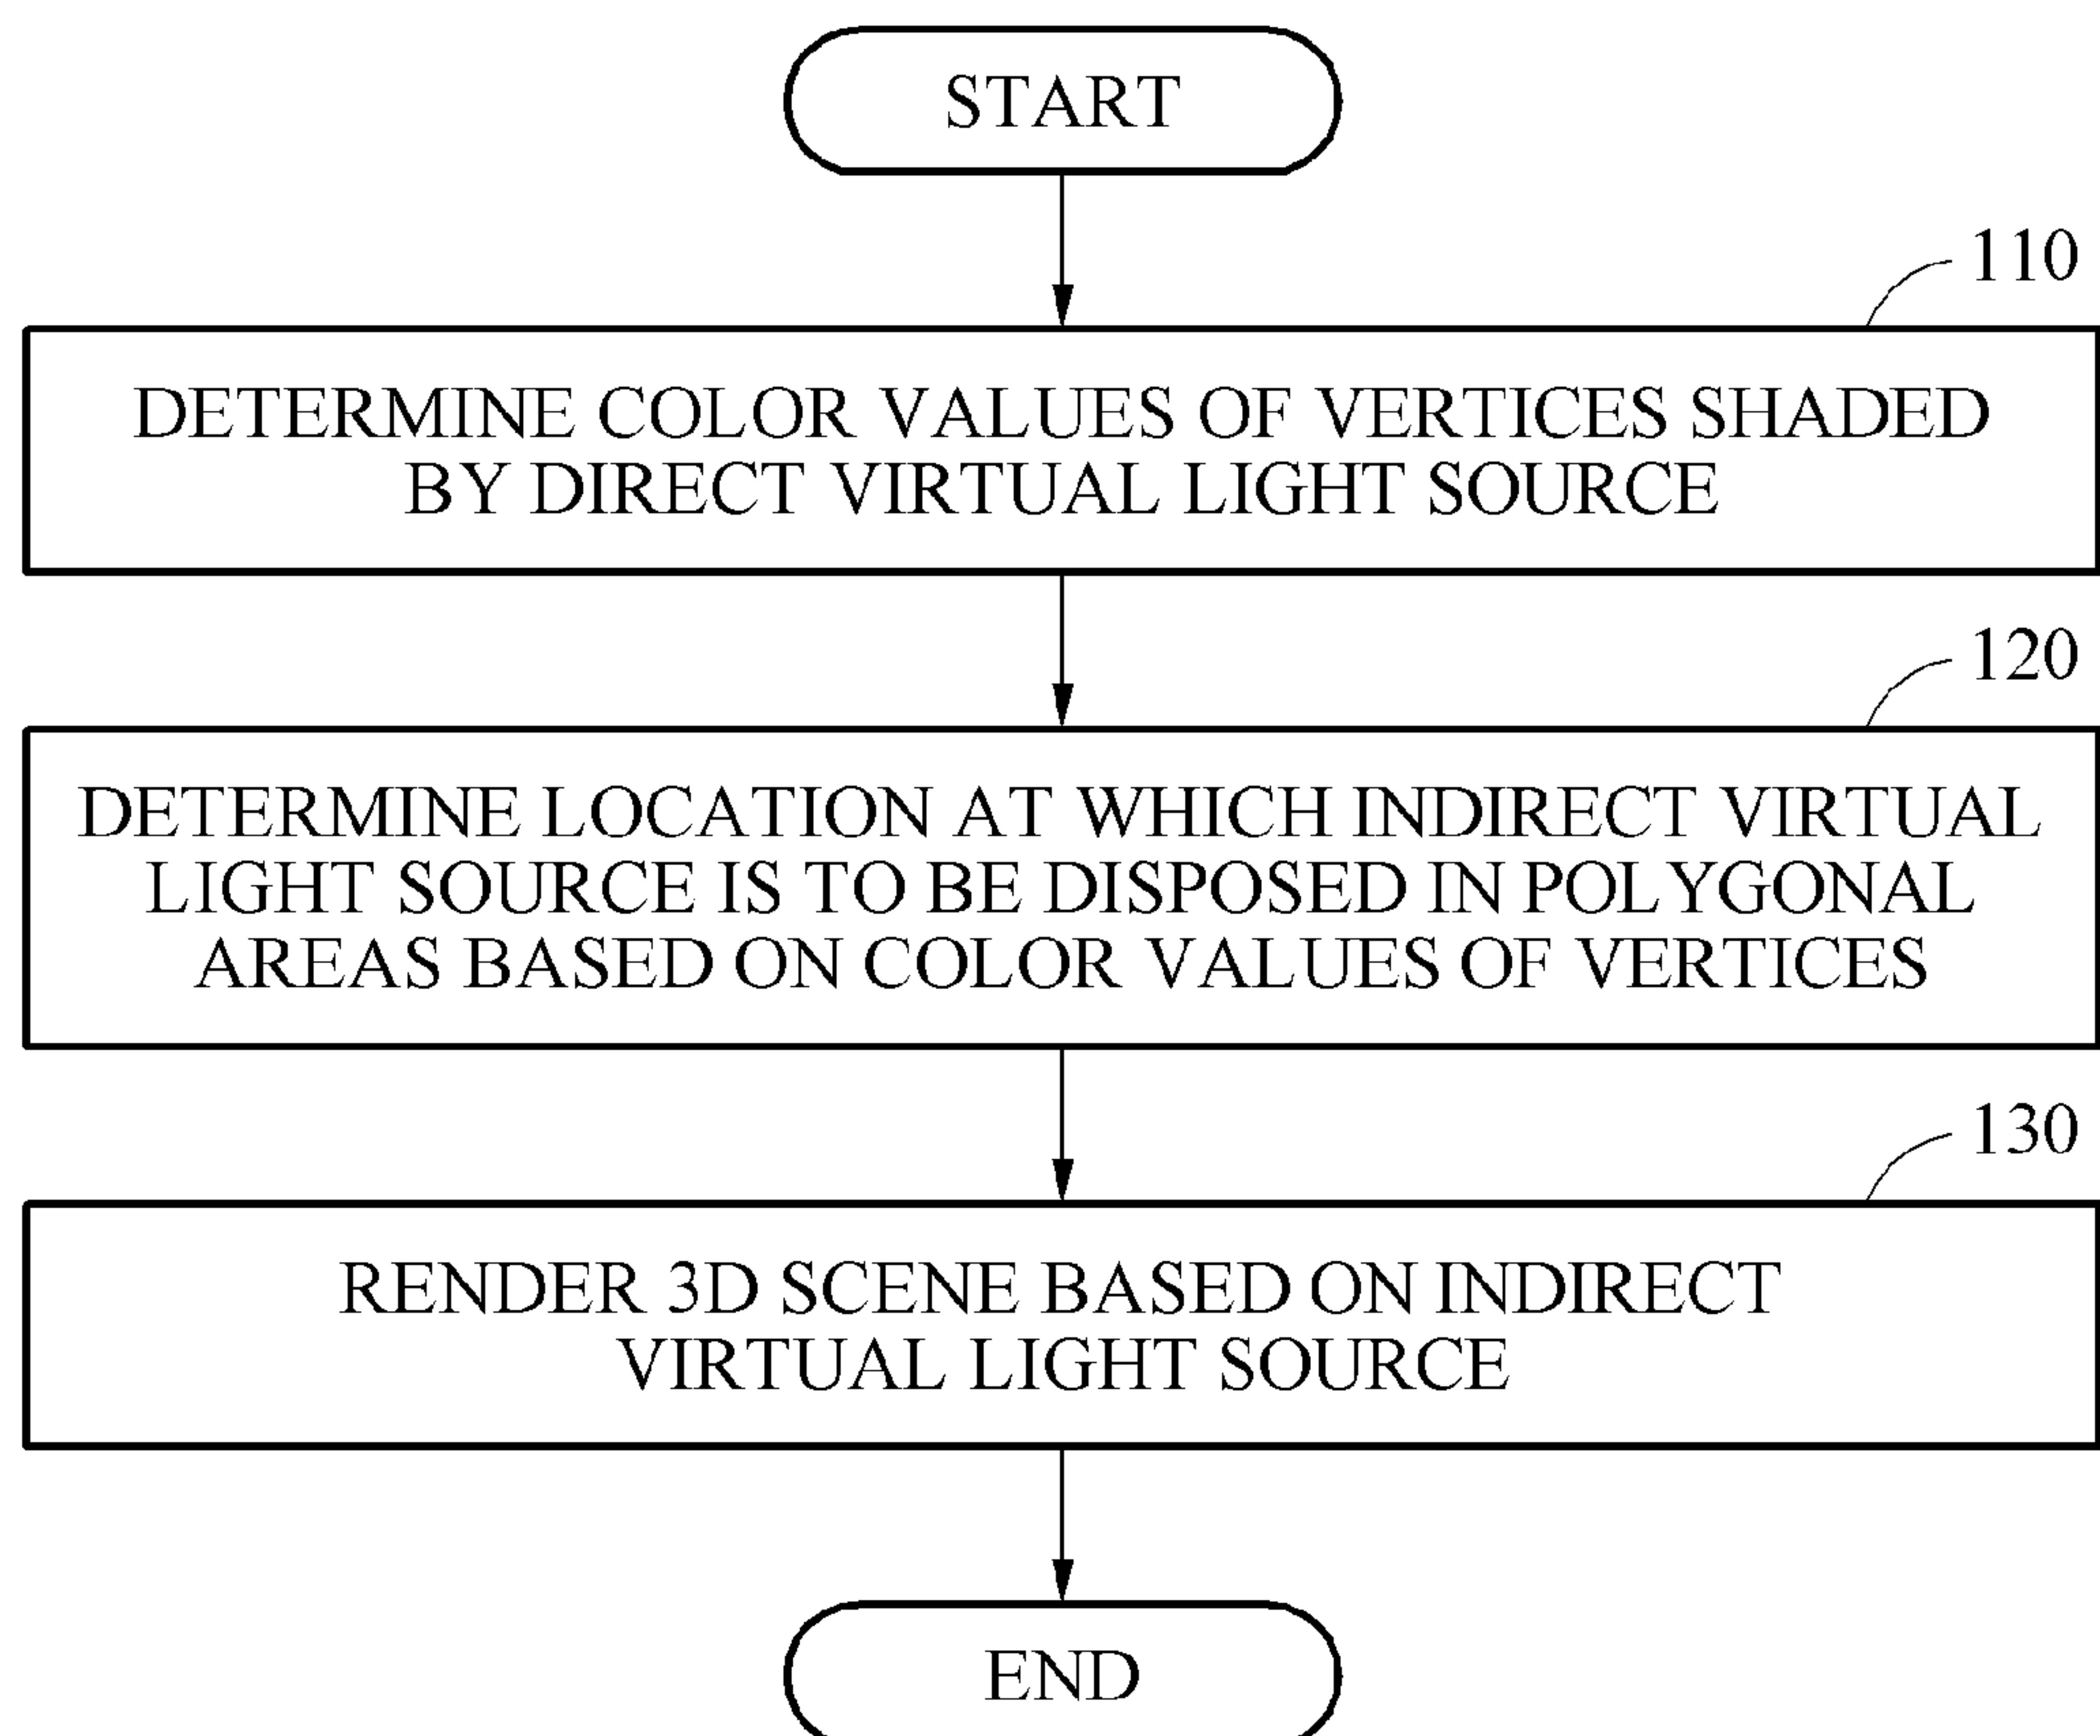 START
110
DETERMINE COLOR VALUES OF VERTICES SHADED
BY DIRECT VIRTUAL LIGHT SOURCE
120
DETERMINE LOCATION AT WHICH INDIRECT VIRTUAL
LIGHT SOURCE IS TO BE DISPOSED IN POLYGONAL
AREAS BASED ON COLOR VALUES OF VERTICES
130
RENDER 3D SCENE BASED ON INDIRECT
VIRTUAL LIGHT SOURCE
END